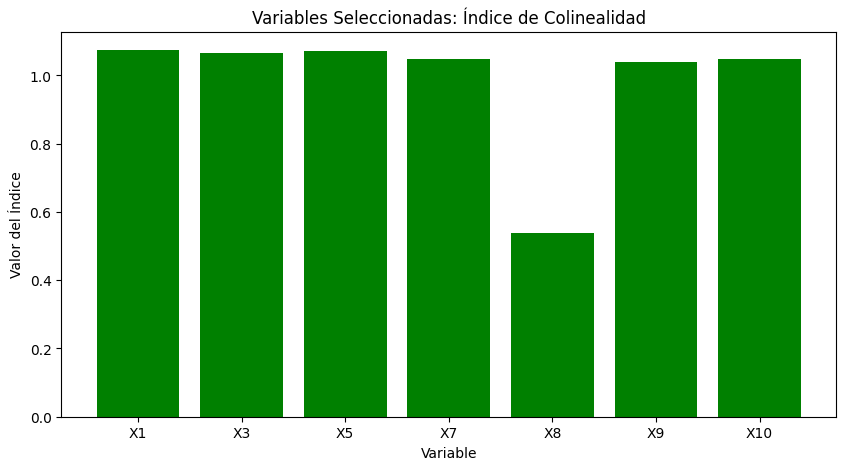 Variables Seleccionadas: Índice de Colinealidad
Valor del Índice
1.0
0.8
0.6
0.4
0.2
0.0
X1 X3 X5 X7 X8 X9 X10
Variable